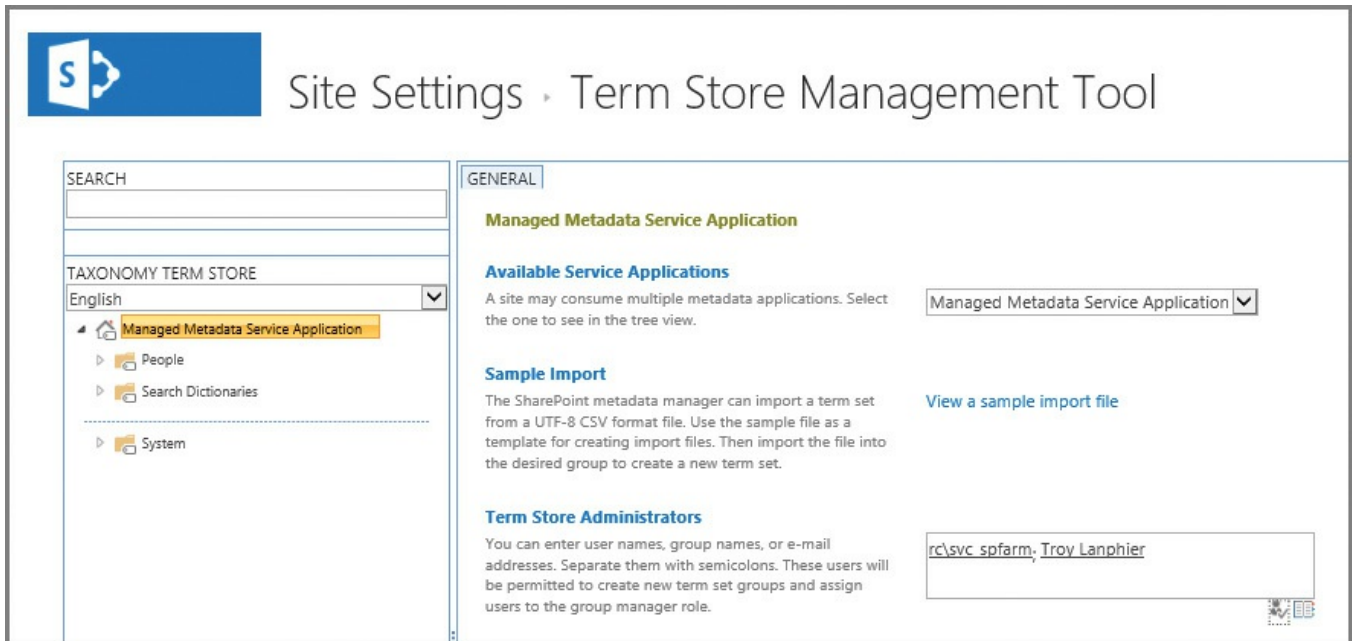 S
Site Settings ▸ Term Store Management Tool
SEARCH
TAXONOMY TERM STORE
English
Managed Metadata Service Application
People
Search Dictionaries
System
GENERAL
Managed Metadata Service Application
Available Service Applications
A site may consume multiple metadata applications. Select
the one to see in the tree view.
Managed Metadata Service Application
Sample Import
The SharePoint metadata manager can import a term set
from a UTF-8 CSV format file. Use the sample file as a
template for creating import files. Then import the file into
the desired group to create a new term set.
View a sample import file
Term Store Administrators
You can enter user names, group names, or e-mail
addresses. Separate them with semicolons. These users will
be permitted to create new term set groups and assign
users to the group manager role.
rc\svc_spfarm; Troy Lanphier